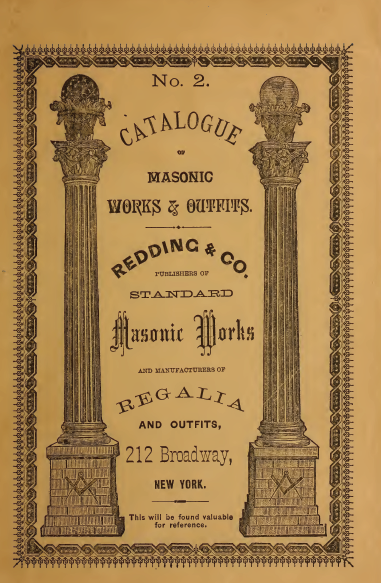 No. 2.
CATALOGUE
OF
MASONIC
WORKS & OUTFITS.
REDDING & CO.
PUBLISHERS OF
STANDARD
Masonic Works
AND MANUFACTURERS OF
REGALIA
AND OUTFITS,
212 Broadway,
NEW YORK.
This will be found valuable
for reference.